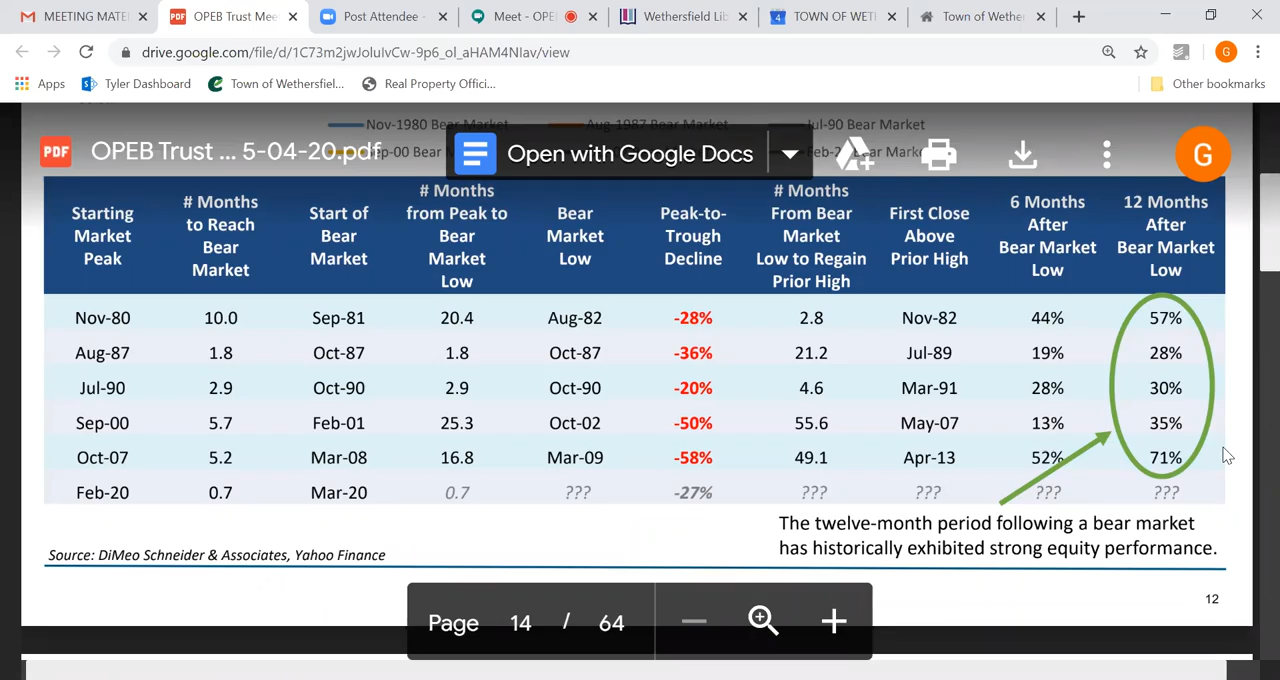 MEETING MATE
OPEB Trust Mee
Post Attendee -
Meet - OPE
Wethersfield Lib
TOWN OF WET
Town of Wether
drive.google.com/file/d/1C73m2jwJoluIvCw-9p6_ol_aHAM4NIav/view
Apps
Tyler Dashboard
Town of Wethersfiel...
Real Property Offici...
Other bookmarks
Nov-1980 Bear Market
Aug-1987 Bear Market
Jul-90 Bear Market
PDF
OPEB Trust ... 5-04-20.pdf
Open with Google Docs
G
Starting Market Peak
# Months to Reach Bear Market
Start of Bear Market
# Months from Peak to Bear Market Low
Bear Market Low
Peak-to-Trough Decline
# Months From Bear Market Low to Regain Prior High
First Close Above Prior High
6 Months After Bear Market Low
12 Months After Bear Market Low
Nov-80 10.0 Sep-81 20.4 Aug-82 -28% 2.8 Nov-82 44% 57%
Aug-87 1.8 Oct-87 1.8 Oct-87 -36% 21.2 Jul-89 19% 28%
Jul-90 2.9 Oct-90 2.9 Oct-90 -20% 4.6 Mar-91 28% 30%
Sep-00 5.7 Feb-01 25.3 Oct-02 -50% 55.6 May-07 13% 35%
Oct-07 5.2 Mar-08 16.8 Mar-09 -58% 49.1 Apr-13 52% 71%
Feb-20 0.7 Mar-20 0.7 ??? -27% ??? ??? ??? ???
The twelve-month period following a bear market
has historically exhibited strong equity performance.
Source: DiMeo Schneider & Associates, Yahoo Finance
12
Page 14 / 64